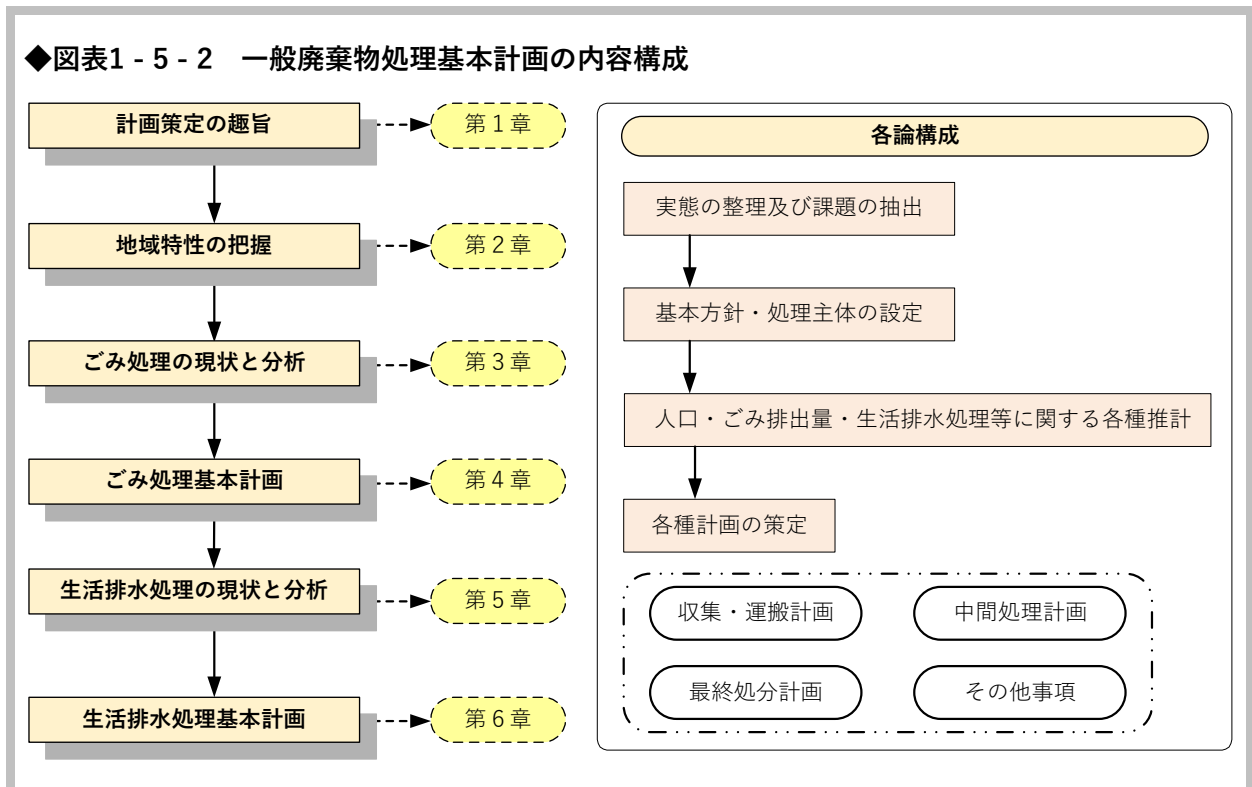 ◆図表1-5-2　一般廃棄物処理基本計画の内容構成
計画策定の趣旨
第1章
地域特性の把握
第2章
ごみ処理の現状と分析
第3章
ごみ処理基本計画
第4章
生活排水処理の現状と分析
第5章
生活排水処理基本計画
第6章
各論構成
実態の整理及び課題の抽出
基本方針・処理主体の設定
人口・ごみ排出量・生活排水処理等に関する各種推計
各種計画の策定
収集・運搬計画
中間処理計画
最終処分計画
その他事項